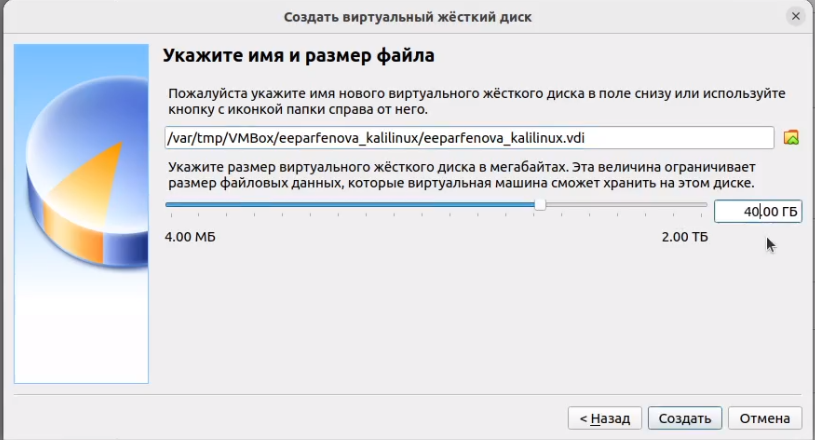 Создать виртуальный жёсткий диск
Укажите имя и размер файла
Пожалуйста укажите имя нового виртуального жёсткого диска в поле снизу или используйте
кнопку с иконкой папки справа от него.
/var/tmp/VMBox/eeparfenova_kalilinux/eeparfenova_kalilinux.vdi
Укажите размер виртуального жёсткого диска в мегабайтах. Эта величина ограничивает
размер файловых данных, которые виртуальная машина сможет хранить на этом диске.
40,00 ГБ
4.00 МБ
2.00 ТБ
< Назад
Создать
Отмена